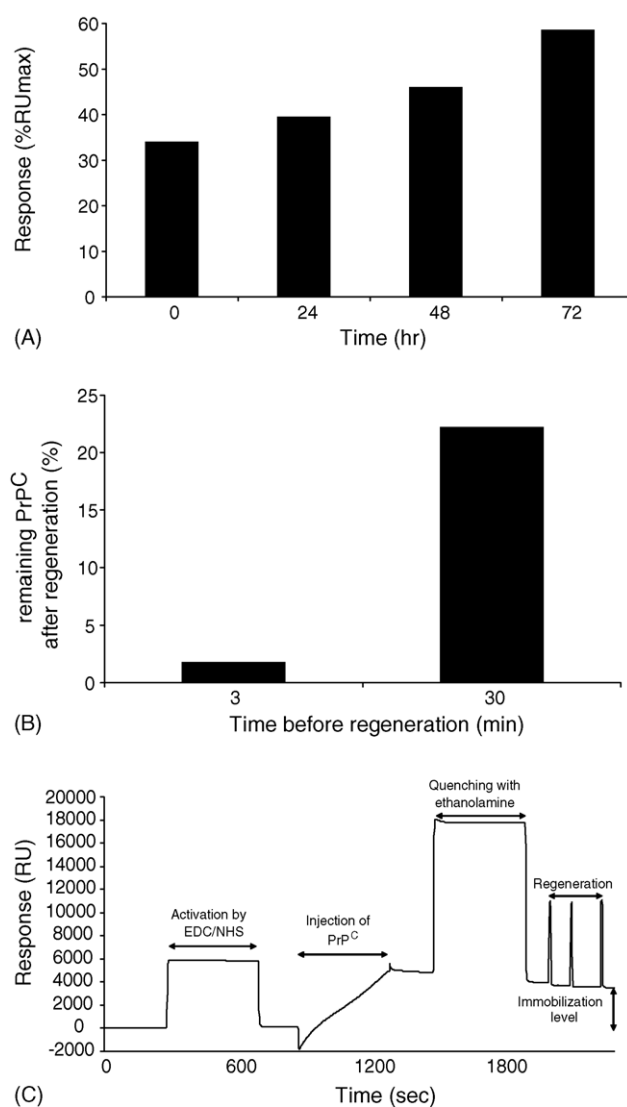 60
50
40
30
20
10
0
Response (%RUmax)
0 24 48 72
Time (hr)
(A)
25
20
15
10
5
0
remaining PrPC
after regeneration (%)
3 30
Time before regeneration (min)
(B)
20000
18000
16000
14000
12000
10000
8000
6000
4000
2000
0
-2000
Response (RU)
Quenching with
ethanolamine
Regeneration
Activation by
EDC/NHS
Injection of
PrPC
Immobilization
level
0 600 1200 1800
Time (sec)
(C)